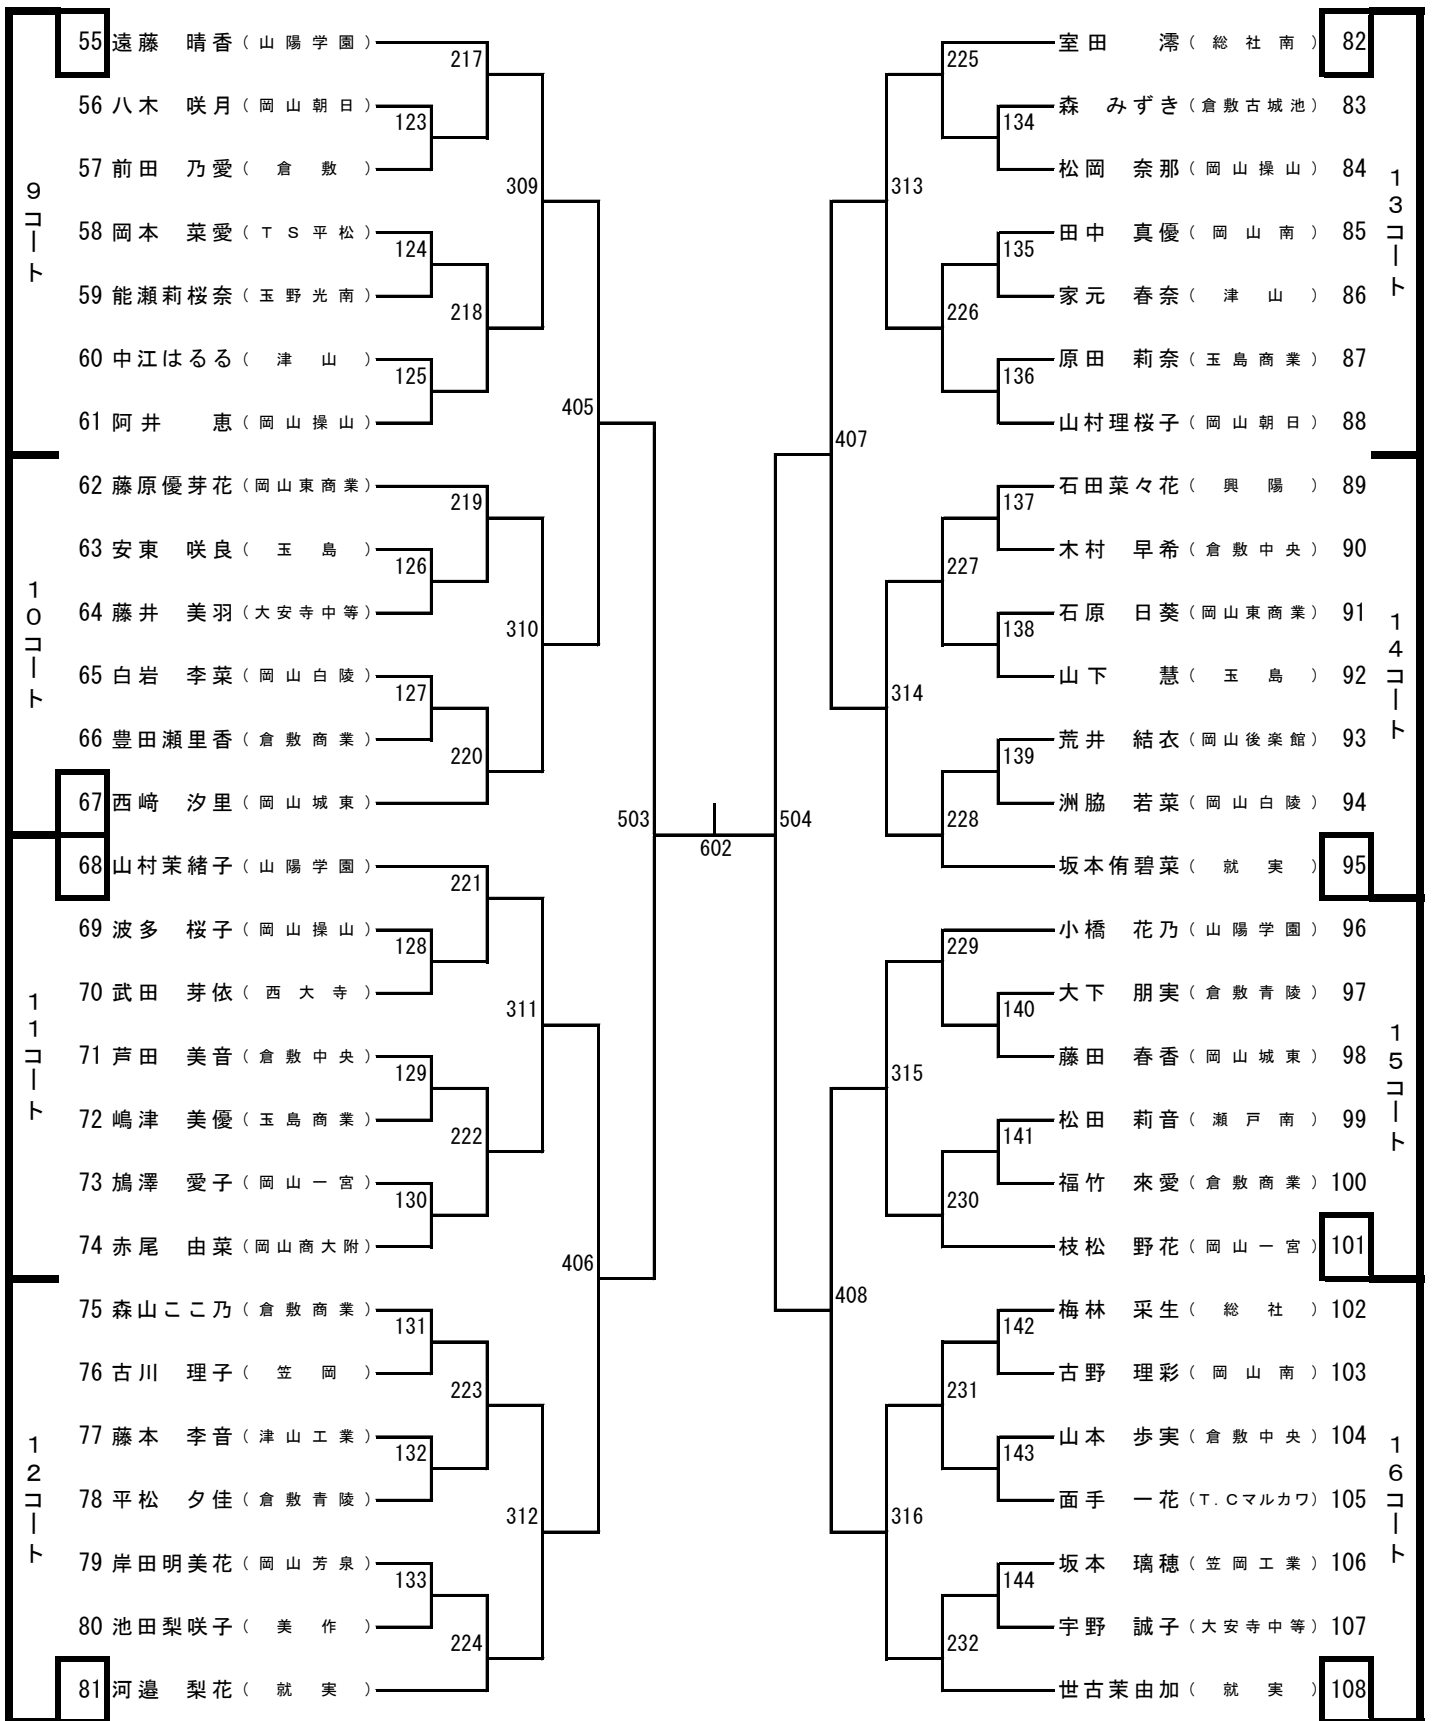 9コート
55 遠藤　晴香（山陽学園）
217
56 八木　咲月（岡山朝日）
123
57 前田　乃愛（倉敷）
309
58 岡本　菜愛（ＴＳ平松）
124
59 能瀬莉桜奈（玉野光南）
218
60 中江はるる（津山）
125
61 阿井　恵（岡山操山）
405
10コート
62 藤原優芽花（岡山東商業）
219
63 安東　咲良（玉島）
126
64 藤井　美羽（大安寺中等）
310
65 白岩　李菜（岡山白陵）
127
66 豊田瀬里香（倉敷商業）
220
67 西﨑　汐里（岡山城東）
503
11コート
68 山村茉緒子（山陽学園）
221
69 波多　桜子（岡山操山）
128
70 武田　芽依（西大寺）
311
71 芦田　美音（倉敷中央）
129
72 嶋津　美優（玉島商業）
222
73 鴋澤　愛子（岡山一宮）
130
74 赤尾　由菜（岡山商大附）
406
12コート
75 森山ここ乃（倉敷商業）
131
76 古川　理子（笠岡）
223
77 藤本　李音（津山工業）
132
78 平松　夕佳（倉敷青陵）
312
79 岸田明美花（岡山芳泉）
133
80 池田梨咲子（美作）
224
81 河邉　梨花（就実）
602
13コート
室田　澪（総社南） 82
225
森　みずき（倉敷古城池） 83
134
松岡　奈那（岡山操山） 84
313
田中　真優（岡山南） 85
135
家元　春奈（津山） 86
226
原田　莉奈（玉島商業） 87
136
山村理桜子（岡山朝日） 88
407
14コート
石田菜々花（興陽） 89
137
木村　早希（倉敷中央） 90
227
石原　日葵（岡山東商業） 91
138
山下　慧（玉島） 92
314
荒井　結衣（岡山後楽館） 93
139
洲脇　若菜（岡山白陵） 94
228
坂本侑碧菜（就実） 95
504
15コート
小橋　花乃（山陽学園） 96
229
大下　朋実（倉敷青陵） 97
140
藤田　春香（岡山城東） 98
315
松田　莉音（瀬戸南） 99
141
福竹　來愛（倉敷商業） 100
230
枝松　野花（岡山一宮） 101
408
16コート
梅林　采生（総社） 102
142
古野　理彩（岡山南） 103
231
山本　歩実（倉敷中央） 104
143
面手　一花（Ｔ.Ｃマルカワ） 105
316
坂本　璃穂（笠岡工業） 106
144
宇野　誠子（大安寺中等） 107
232
世古茉由加（就実） 108